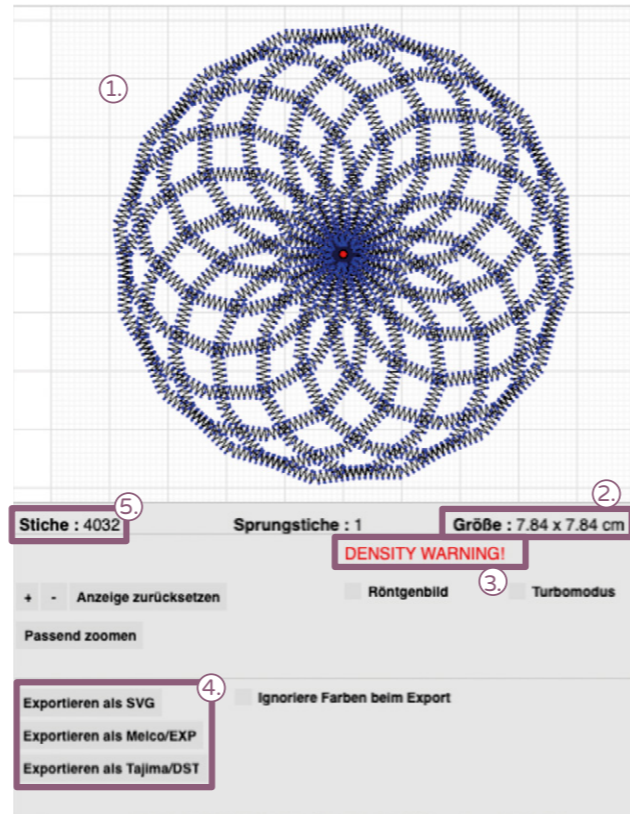 1.
2.
5.
Stiche : 4032 Sprungstiche : 1 Größe : 7.84 x 7.84 cm
DENSITY WARNING!
3.
+ - Anzeige zurücksetzen Röntgenbild Turbomodus
Passend zoomen
4.
Exportieren als SVG Ignoriere Farben beim Export
Exportieren als Melco/EXP
Exportieren als Tajima/DST